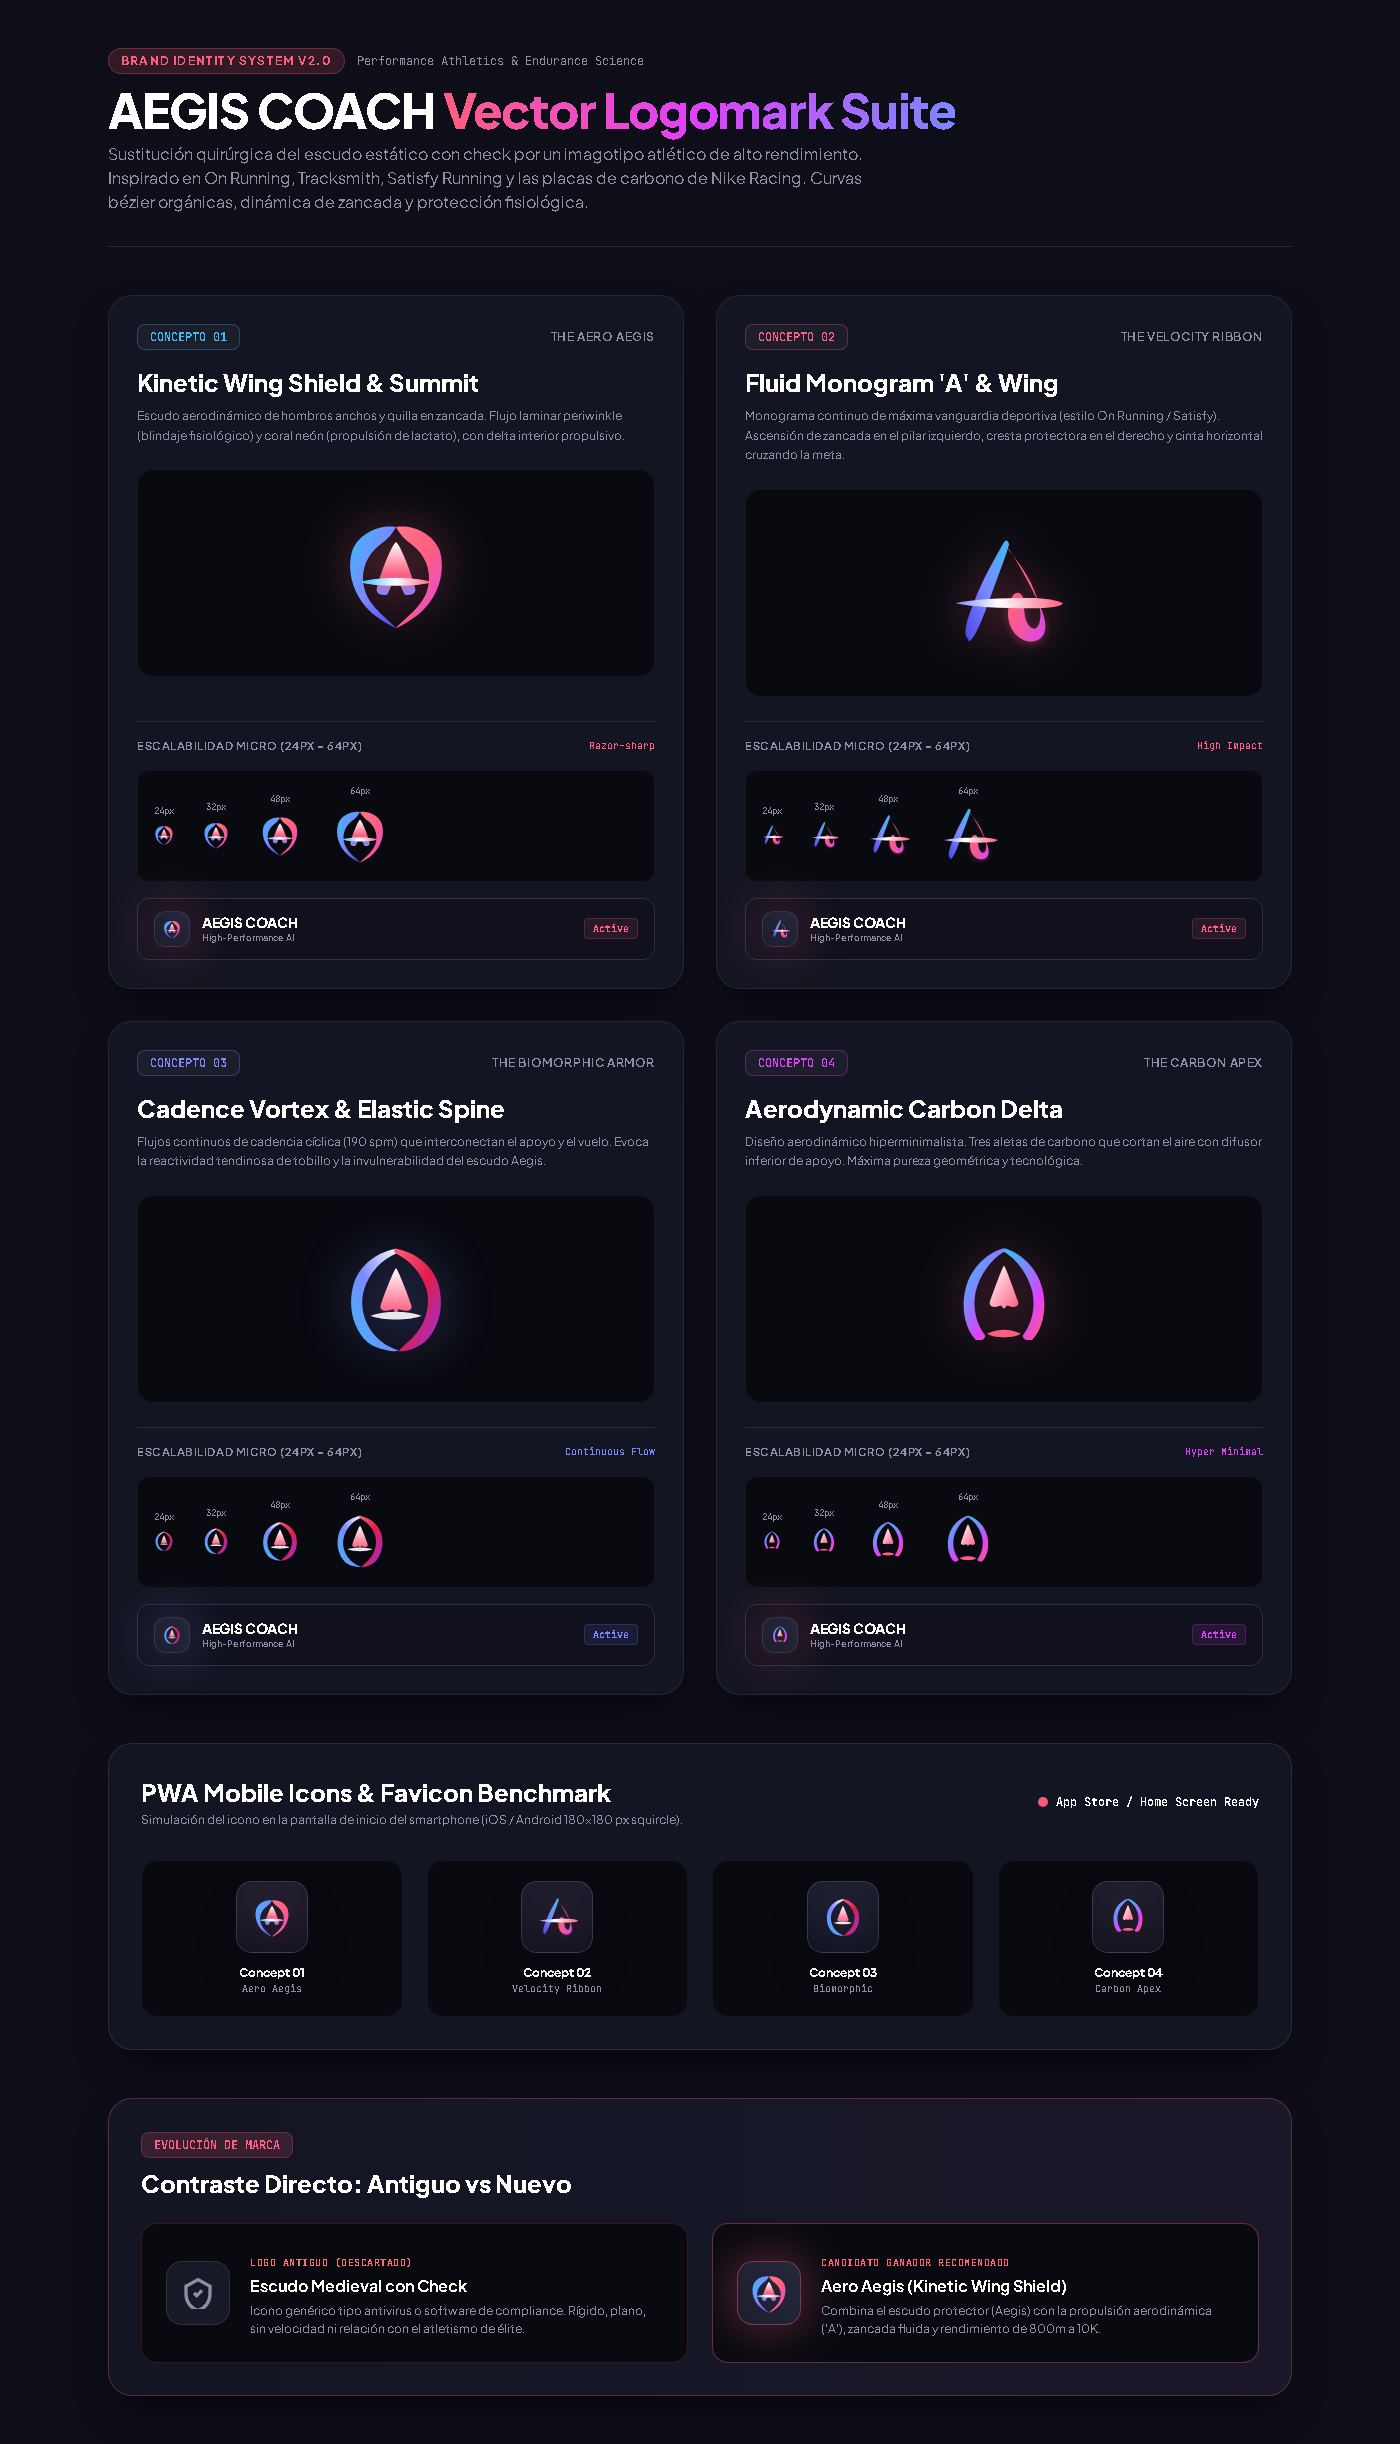 BRAND IDENTITY SYSTEM V2.0
Performance Athletics & Endurance Science
AEGIS COACH Vector Logomark Suite
Sustitución quirúrgica del escudo estático con check por un imagotipo atlético de alto rendimiento.
Inspirado en On Running, Tracksmith, Satisfy Running y las placas de carbono de Nike Racing. Curvas
bézier orgánicas, dinámica de zancada y protección fisiológica.
CONCEPTO 01
THE AERO AEGIS
Kinetic Wing Shield & Summit
Escudo aerodinámico de hombros anchos y quilla en zancada. Flujo laminar periwinkle
(blindaje fisiológico) y coral neón (propulsión de lactato), con delta interior propulsivo.
ESCALABILIDAD MICRO (24PX – 64PX)
Razor-sharp
24px
32px
48px
64px
AEGIS COACH
High-Performance AI
Active
CONCEPTO 02
THE VELOCITY RIBBON
Fluid Monogram 'A' & Wing
Monograma continuo de máxima vanguardia deportiva (estilo On Running / Satisfy).
Ascensión de zancada en el pilar izquierdo, cresta protectora en el derecho y cinta horizontal
cruzando la meta.
ESCALABILIDAD MICRO (24PX – 64PX)
High Impact
24px
32px
48px
64px
AEGIS COACH
High-Performance AI
Active
CONCEPTO 03
THE BIOMORPHIC ARMOR
Cadence Vortex & Elastic Spine
Flujos continuos de cadencia cíclica (190 spm) que interconectan el apoyo y el vuelo. Evoca
la reactividad tendinosa de tobillo y la invulnerabilidad del escudo Aegis.
ESCALABILIDAD MICRO (24PX – 64PX)
Continuous Flow
24px
32px
48px
64px
AEGIS COACH
High-Performance AI
Active
CONCEPTO 04
THE CARBON APEX
Aerodynamic Carbon Delta
Diseño aerodinámico hiperminimalista. Tres aletas de carbono que cortan el aire con difusor
inferior de apoyo. Máxima pureza geométrica y tecnológica.
ESCALABILIDAD MICRO (24PX – 64PX)
Hyper Minimal
24px
32px
48px
64px
AEGIS COACH
High-Performance AI
Active
PWA Mobile Icons & Favicon Benchmark
Simulación del icono en la pantalla de inicio del smartphone (iOS / Android 180×180 px squircle).
App Store / Home Screen Ready
Concept 01
Aero Aegis
Concept 02
Velocity Ribbon
Concept 03
Biomorphic
Concept 04
Carbon Apex
EVOLUCIÓN DE MARCA
Contraste Directo: Antiguo vs Nuevo
LOGO ANTIGUO (DESCARTADO)
Escudo Medieval con Check
Icono genérico tipo antivirus o software de compliance. Rígido, plano,
sin velocidad ni relación con el atletismo de élite.
CANDIDATO GANADOR RECOMENDADO
Aero Aegis (Kinetic Wing Shield)
Combina el escudo protector (Aegis) con la propulsión aerodinámica
('A'), zancada fluida y rendimiento de 800m a 10K.